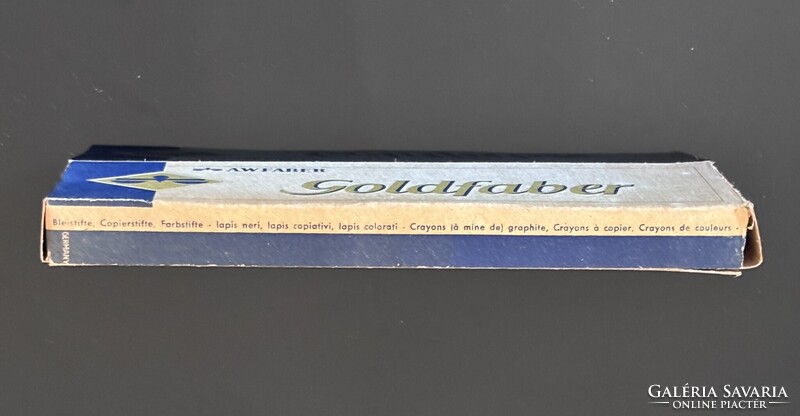 A.W.FABER
Goldfaber
Bleistifte, Copierstifte, Farbstifte - lapis neri, lapis copiativi, lapis colorati - Crayons (à mine de) graphite, Crayons à copier, Crayons de couleurs -
GERMANY
GALÉRIA SAVARIA
ONLINE PIACTÉR